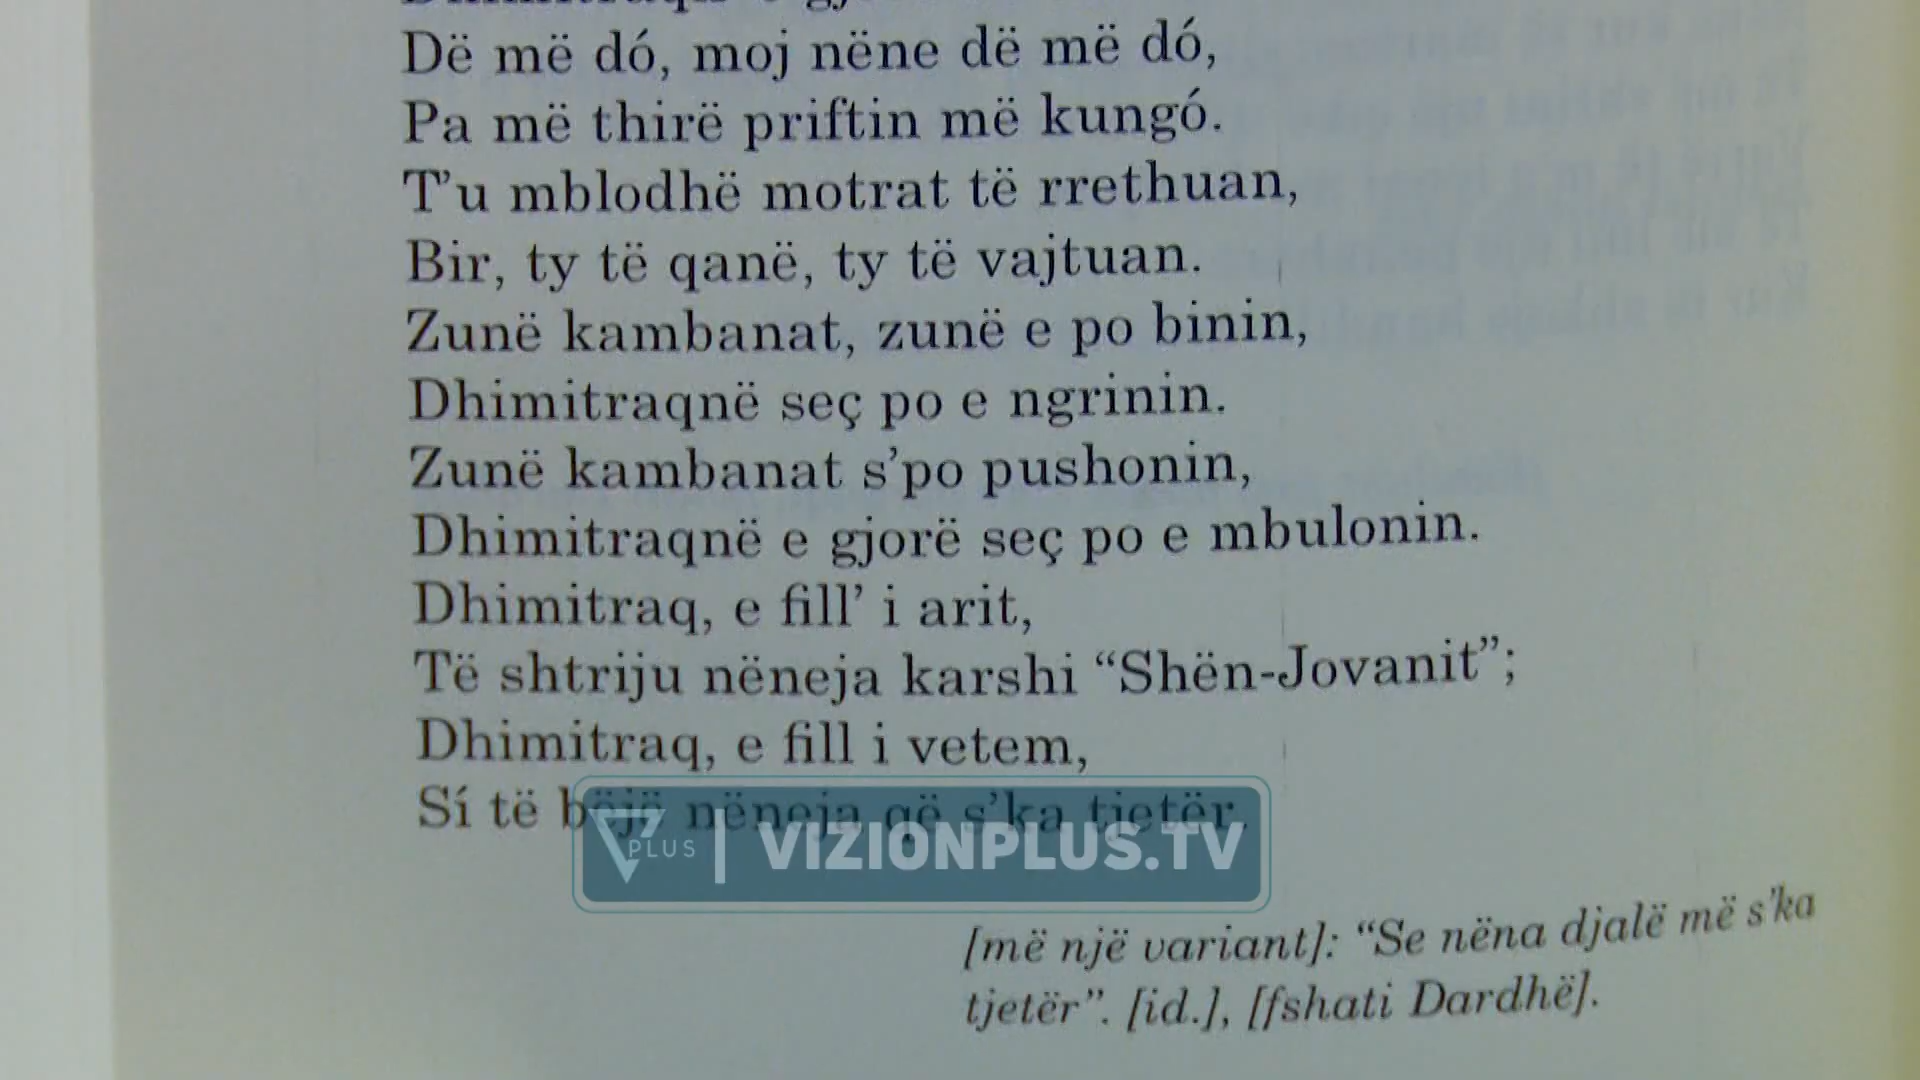 Dë më dó, moj nëne dë më dó,
Pa më thirë priftin më kungó.
T’u mblodhë motrat të rrethuan,
Bir, ty të qanë, ty të vajtuan.
Zunë kambanat, zunë e po binin,
Dhimitraqnë seç po e ngrinin.
Zunë kambanat s’po pushonin,
Dhimitraqnë e gjorë seç po e mbulonin.
Dhimitraq, e fill’ i arit,
Të shtriju nëneja karshi “Shën-Jovanit”;
Dhimitraq, e fill i vetem,
Sí të bëjë nëneja që s’ka tjetër.
PLUS | VIZIONPLUS.TV
[më një variant]: “Se nëna djalë më s’ka
tjetër”. [id.], [fshati Dardhë].